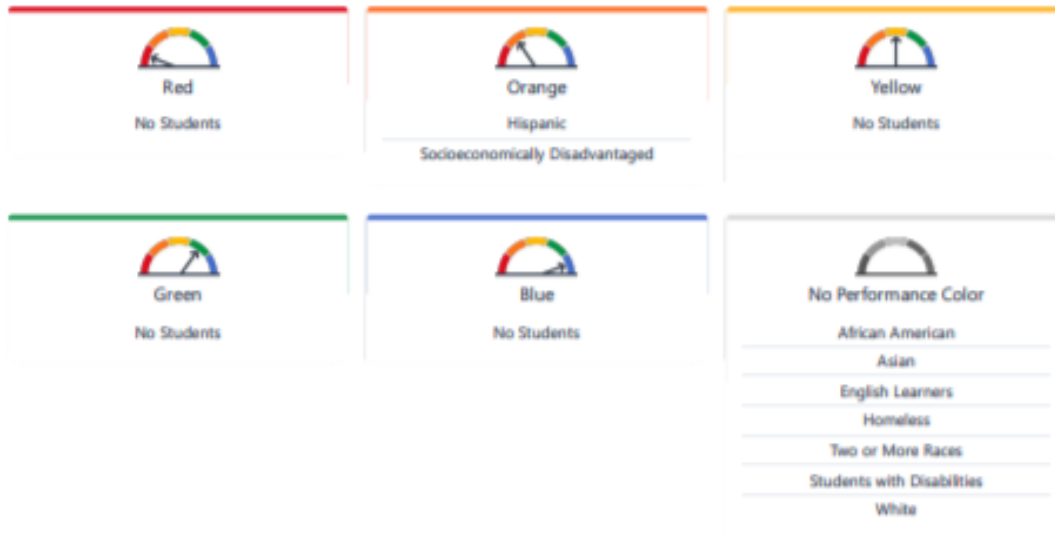 Red
No Students
Orange
Hispanic
Socioeconomically Disadvantaged
Yellow
No Students
Green
No Students
Blue
No Students
No Performance Color
African American
Asian
English Learners
Homeless
Two or More Races
Students with Disabilities
White